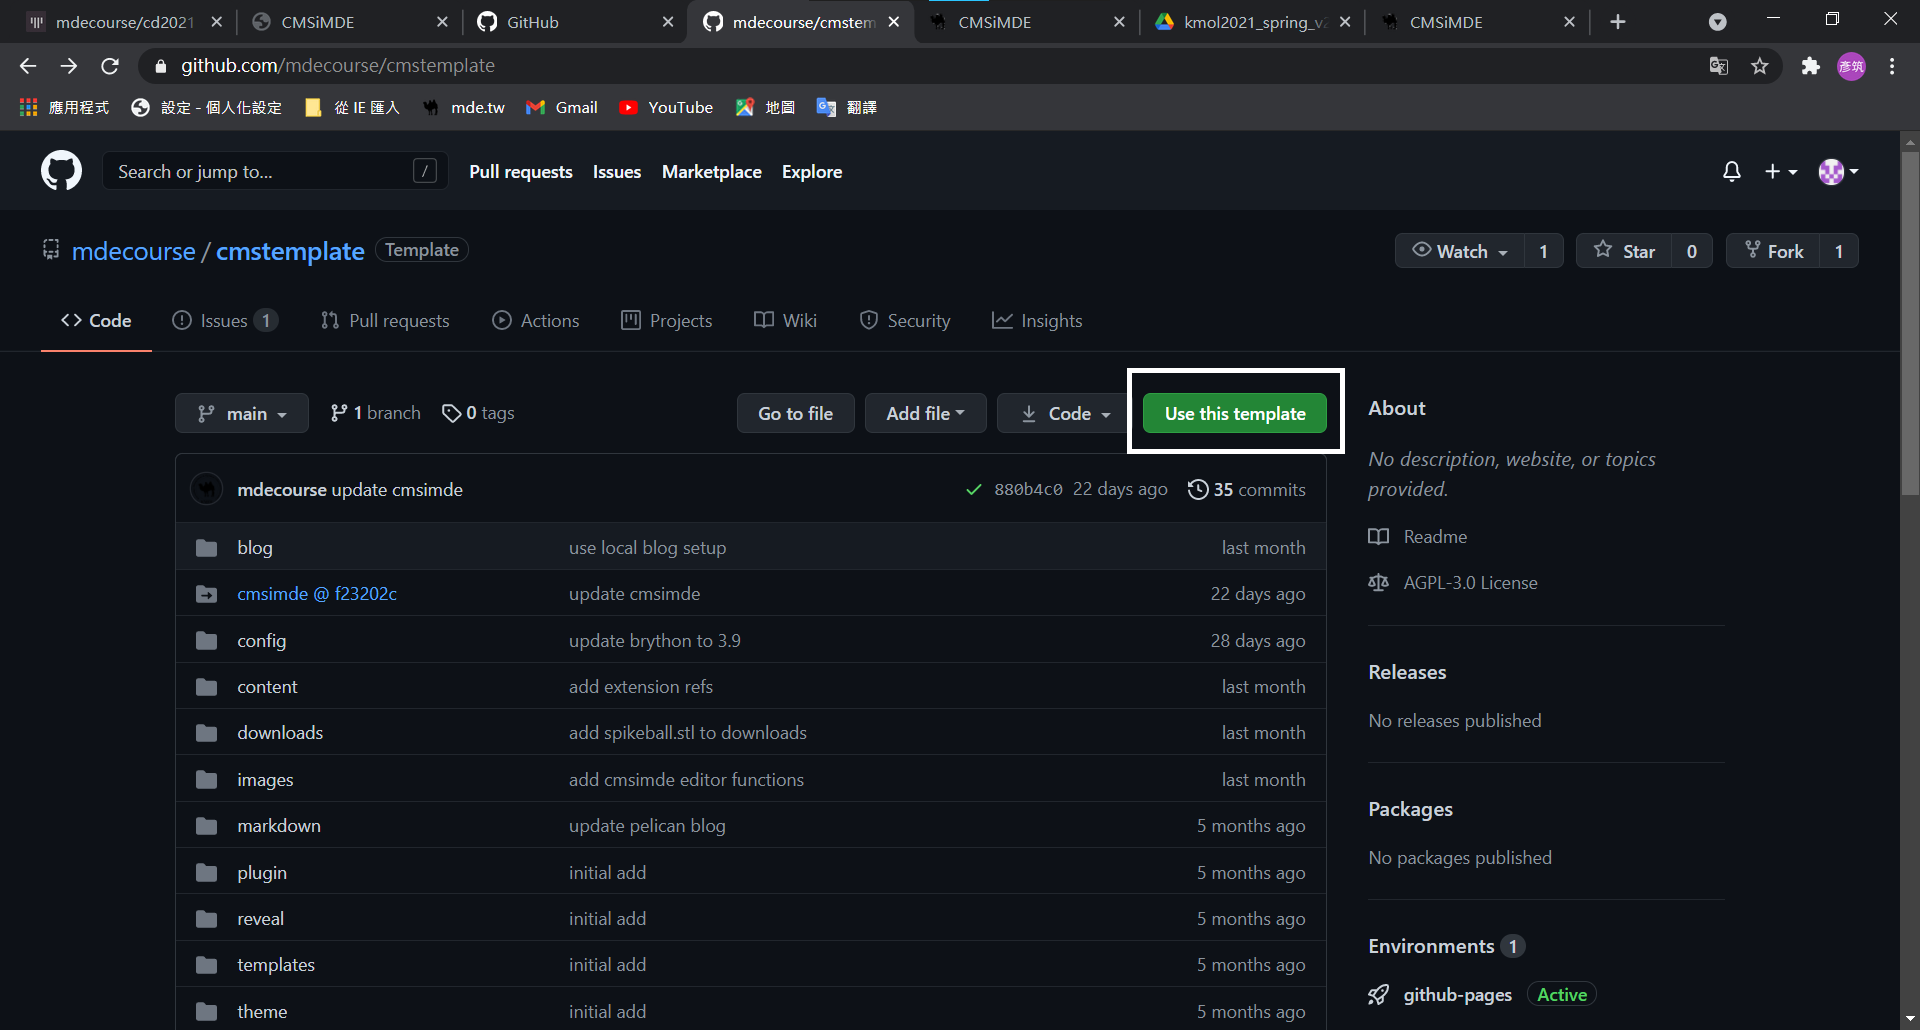 mdecourse/cd2021
CMSiMDE
GitHub
mdecourse/cmstem
CMSiMDE
kmol2021_spring_v
CMSiMDE
github.com/mdecourse/cmstemplate
彥筑
應用程式
設定 - 個人化設定
從 IE 匯入
mde.tw
Gmail
YouTube
地圖
翻譯
Search or jump to... /
Pull requests Issues Marketplace Explore
mdecourse / cmstemplate Template
Watch 1
Star 0
Fork 1
Code
Issues 1
Pull requests
Actions
Projects
Wiki
Security
Insights
main 1 branch 0 tags
Go to file
Add file
Code
Use this template
mdecourse update cmsimde 880b4c0 22 days ago 35 commits
blog use local blog setup last month
cmsimde @ f23202c update cmsimde 22 days ago
config update brython to 3.9 28 days ago
content add extension refs last month
downloads add spikeball.stl to downloads last month
images add cmsimde editor functions last month
markdown update pelican blog 5 months ago
plugin initial add 5 months ago
reveal initial add 5 months ago
templates initial add 5 months ago
theme initial add 5 months ago
About
No description, website, or topics
provided.
Readme
AGPL-3.0 License
Releases
No releases published
Packages
No packages published
Environments 1
github-pages Active